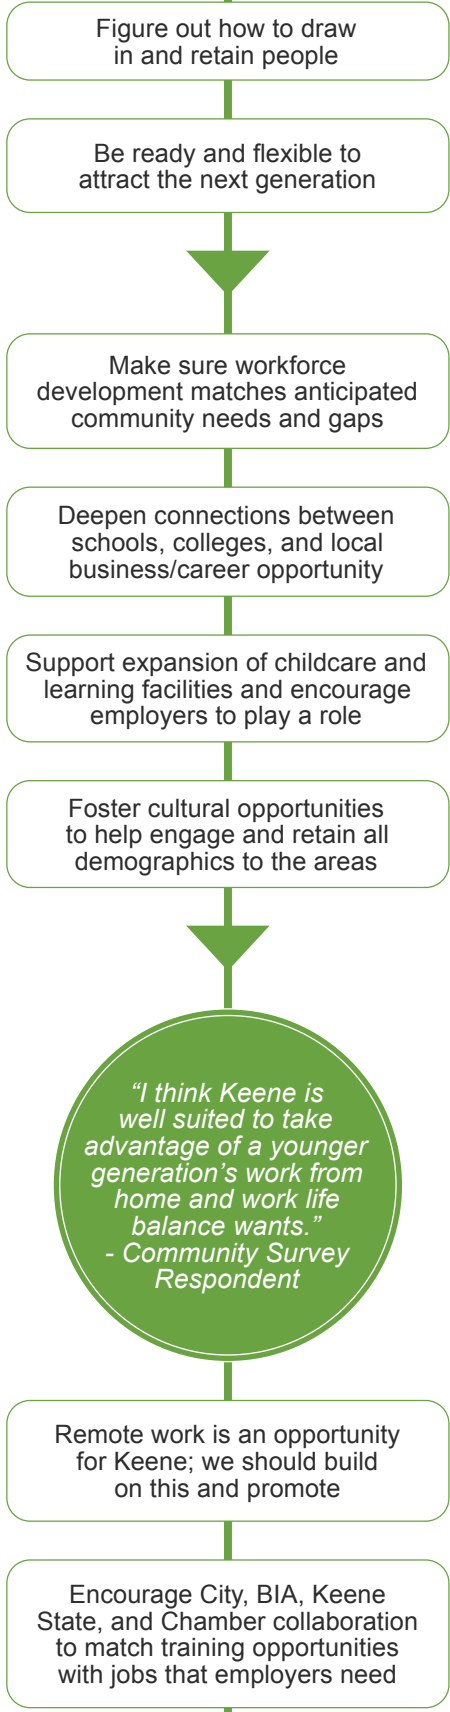 Figure out how to draw
in and retain people
Be ready and flexible to
attract the next generation
Make sure workforce
development matches anticipated
community needs and gaps
Deepen connections between
schools, colleges, and local
business/career opportunity
Support expansion of childcare and
learning facilities and encourage
employers to play a role
Foster cultural opportunities
to help engage and retain all
demographics to the areas
“I think Keene is
well suited to take
advantage of a younger
generation’s work from
home and work life
balance wants.”
- Community Survey
Respondent
Remote work is an opportunity
for Keene; we should build
on this and promote
Encourage City, BIA, Keene
State, and Chamber collaboration
to match training opportunities
with jobs that employers need